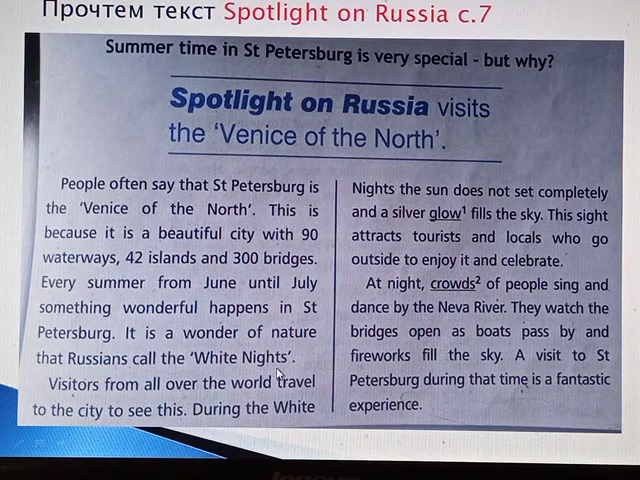 Прочтем текст Spotlight on Russia с.7
Summer time in St Petersburg is very special - but why?
Spotlight on Russia visits
the 'Venice of the North'.
People often say that St Petersburg is
the 'Venice of the North'. This is
because it is a beautiful city with 90
waterways, 42 islands and 300 bridges.
Every summer from June until July
something wonderful happens in St
Petersburg. It is a wonder of nature
that Russians call the 'White Nights'.
Visitors from all over the world travel
to the city to see this. During the White
Nights the sun does not set completely
and a silver glow¹ fills the sky. This sight
attracts tourists and locals who go
outside to enjoy it and celebrate.
At night, crowds² of people sing and
dance by the Neva River. They watch the
bridges open as boats pass by and
fireworks fill the sky. A visit to St
Petersburg during that time is a fantastic
experience.